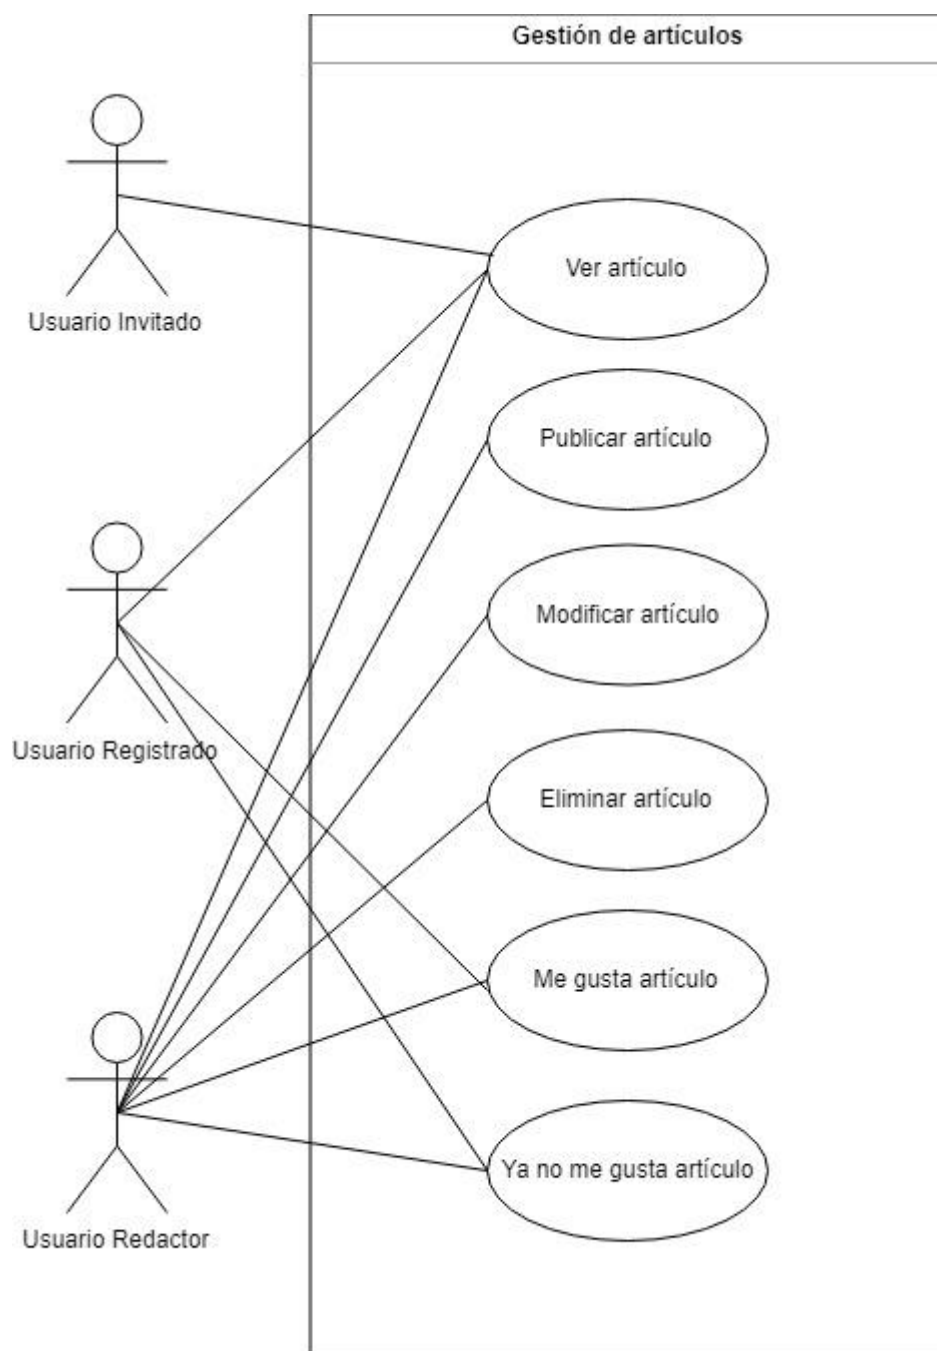 Gestión de artículos
Usuario Invitado
Ver artículo
Publicar artículo
Modificar artículo
Usuario Registrado
Eliminar artículo
Me gusta artículo
Ya no me gusta artículo
Usuario Redactor